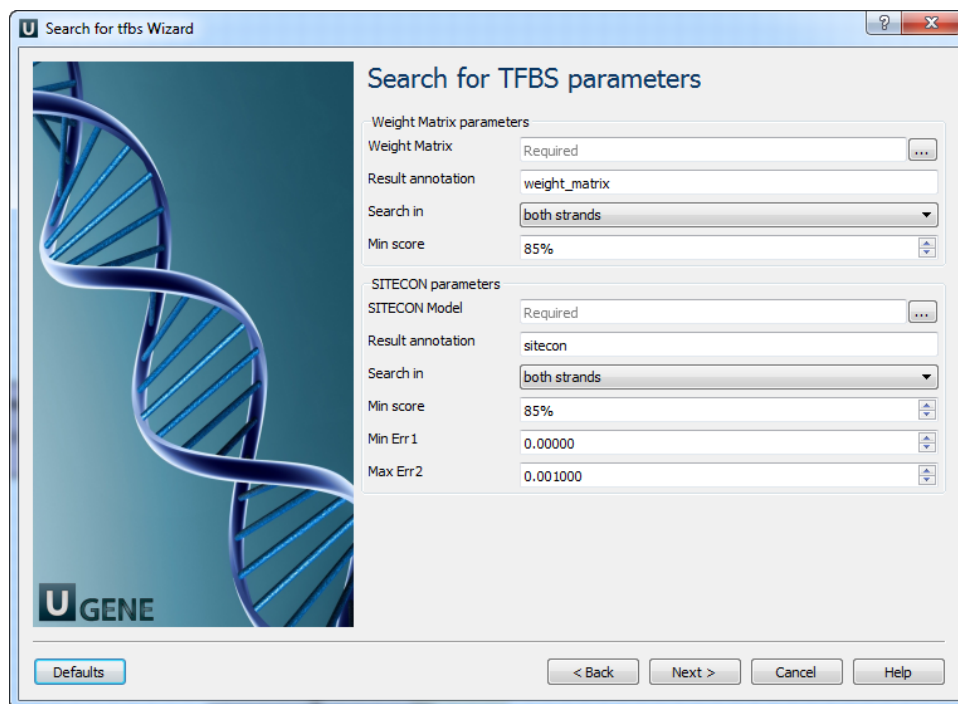 U Search for tfbs Wizard
Search for TFBS parameters
Weight Matrix parameters
Weight Matrix Required ...
Result annotation weight_matrix
Search in both strands
Min score 85%
SITECON parameters
SITECON Model Required ...
Result annotation sitecon
Search in both strands
Min score 85%
Min Err1 0.00000
Max Err2 0.001000
U GENE
Defaults < Back Next > Cancel Help